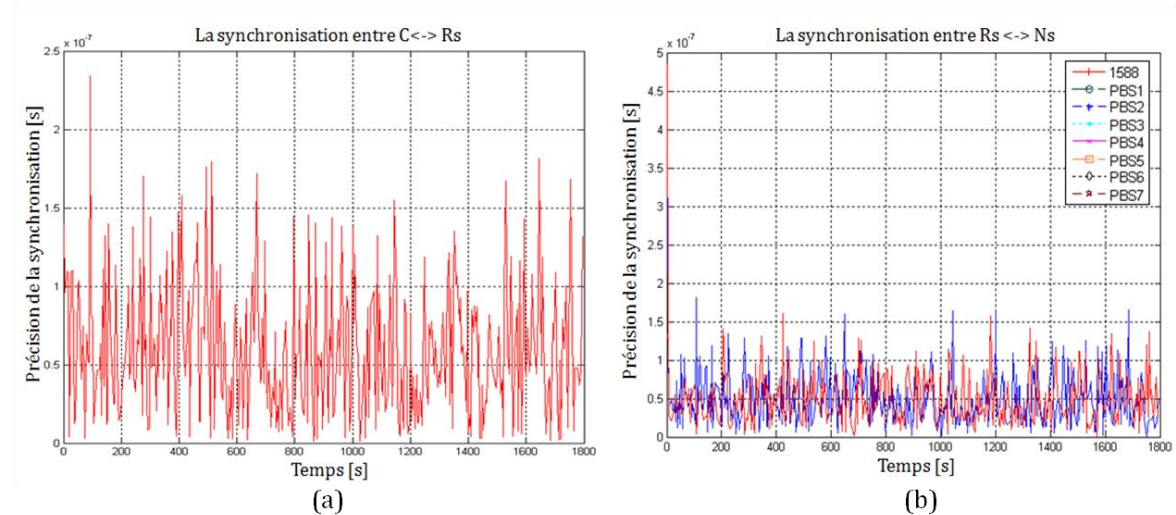 La synchronisation entre C<-> Rs
x 10⁻⁷
2.5
2
1.5
1
0.5
0
Précision de la synchronisation [s]
0 200 400 600 800 1000 1200 1400 1600 1800
Temps [s]
(a)
La synchronisation entre Rs <-> Ns
x 10⁻⁷
5
4.5
4
3.5
3
2.5
2
1.5
1
0.5
0
Précision de la synchronisation [s]
1588
PBS1
PBS2
PBS3
PBS4
PBS5
PBS6
PBS7
0 200 400 600 800 1000 1200 1400 1600 1800
Temps [s]
(b)